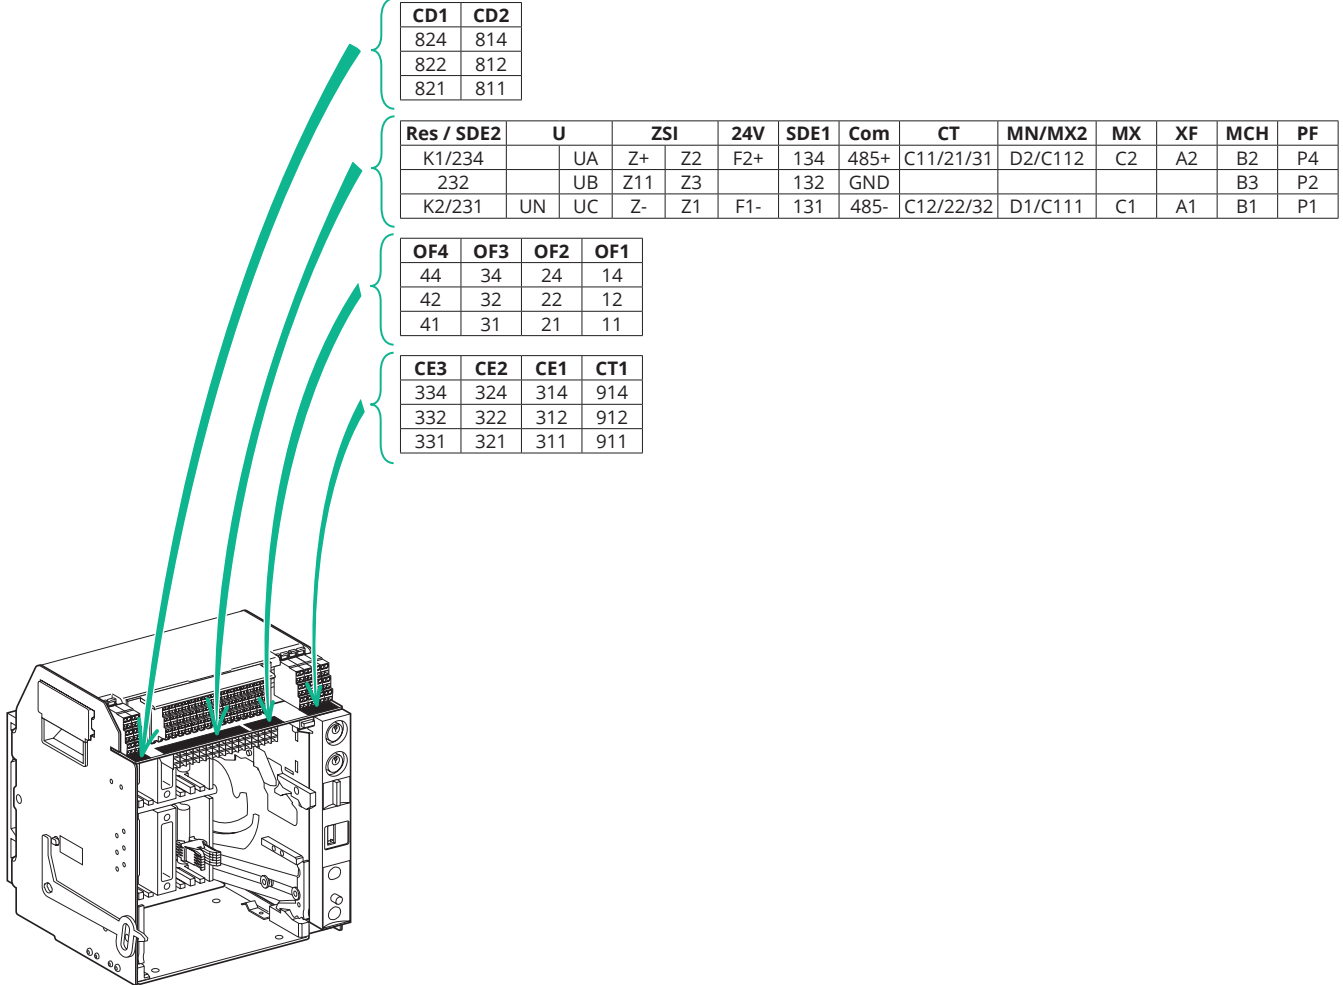 CD1 CD2
824 814
822 812
821 811
Res / SDE2 U ZSI 24V SDE1 Com CT MN/MX2 MX XF MCH PF
K1/234 UA Z+ Z2 F2+ 134 485+ C11/21/31 D2/C112 C2 A2 B2 P4
232 UB Z11 Z3 132 GND B3 P2
K2/231 UN UC Z- Z1 F1- 131 485- C12/22/32 D1/C111 C1 A1 B1 P1
OF4 OF3 OF2 OF1
44 34 24 14
42 32 22 12
41 31 21 11
CE3 CE2 CE1 CT1
334 324 314 914
332 322 312 912
331 321 311 911